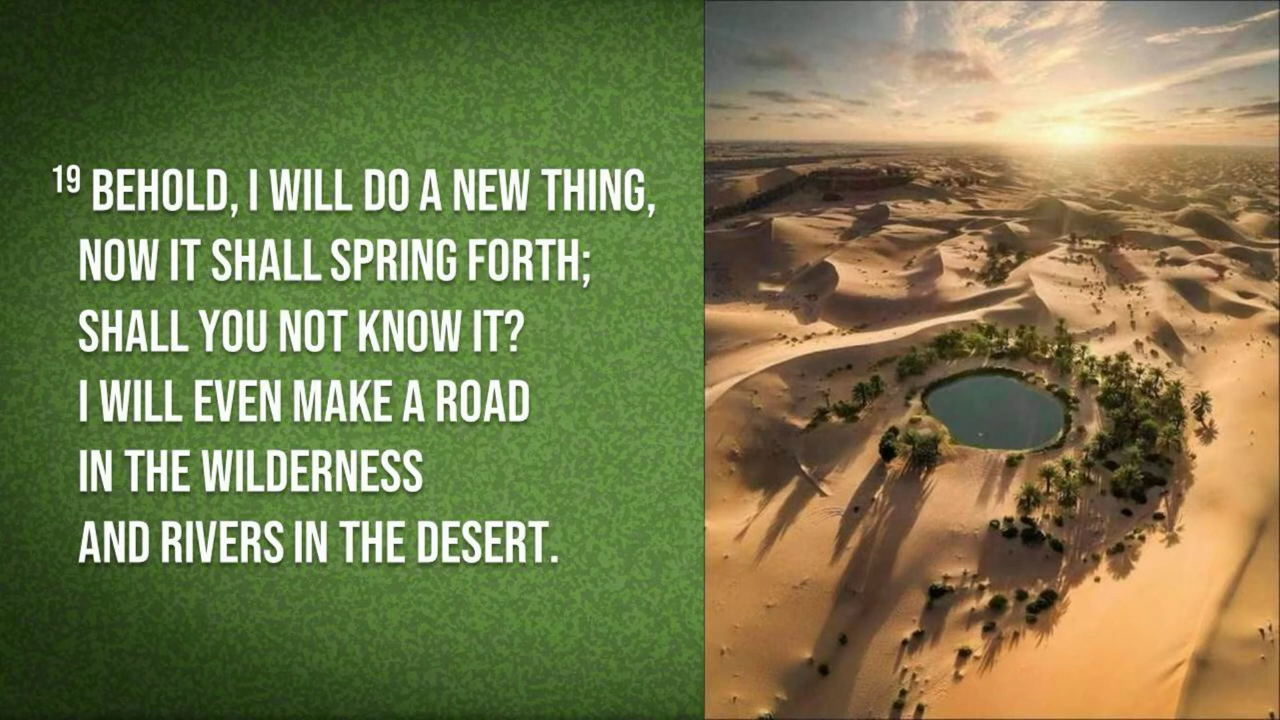 19 BEHOLD, I WILL DO A NEW THING,
NOW IT SHALL SPRING FORTH;
SHALL YOU NOT KNOW IT?
I WILL EVEN MAKE A ROAD
IN THE WILDERNESS
AND RIVERS IN THE DESERT.